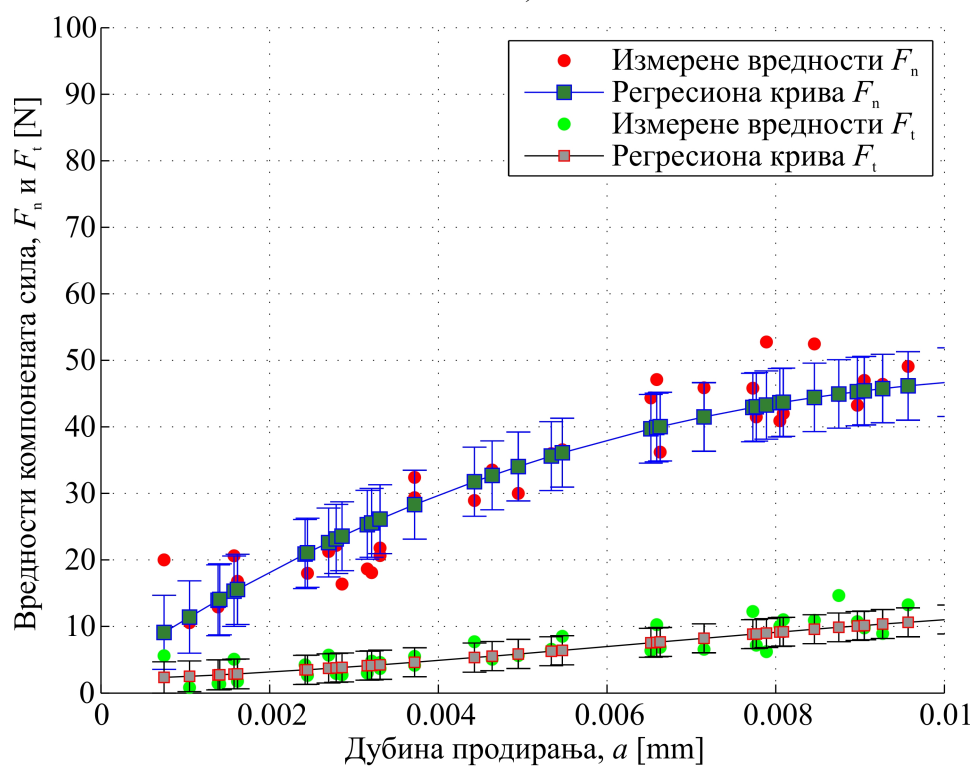 100
90
80
70
60
50
40
30
20
10
0
Вредности компонената сила, Fn и Ft [N]
Измерене вредности Fn
Регресиона крива Fn
Измерене вредности Ft
Регресиона крива Ft
0 0.002 0.004 0.006 0.008 0.01
Дубина продирања, a [mm]